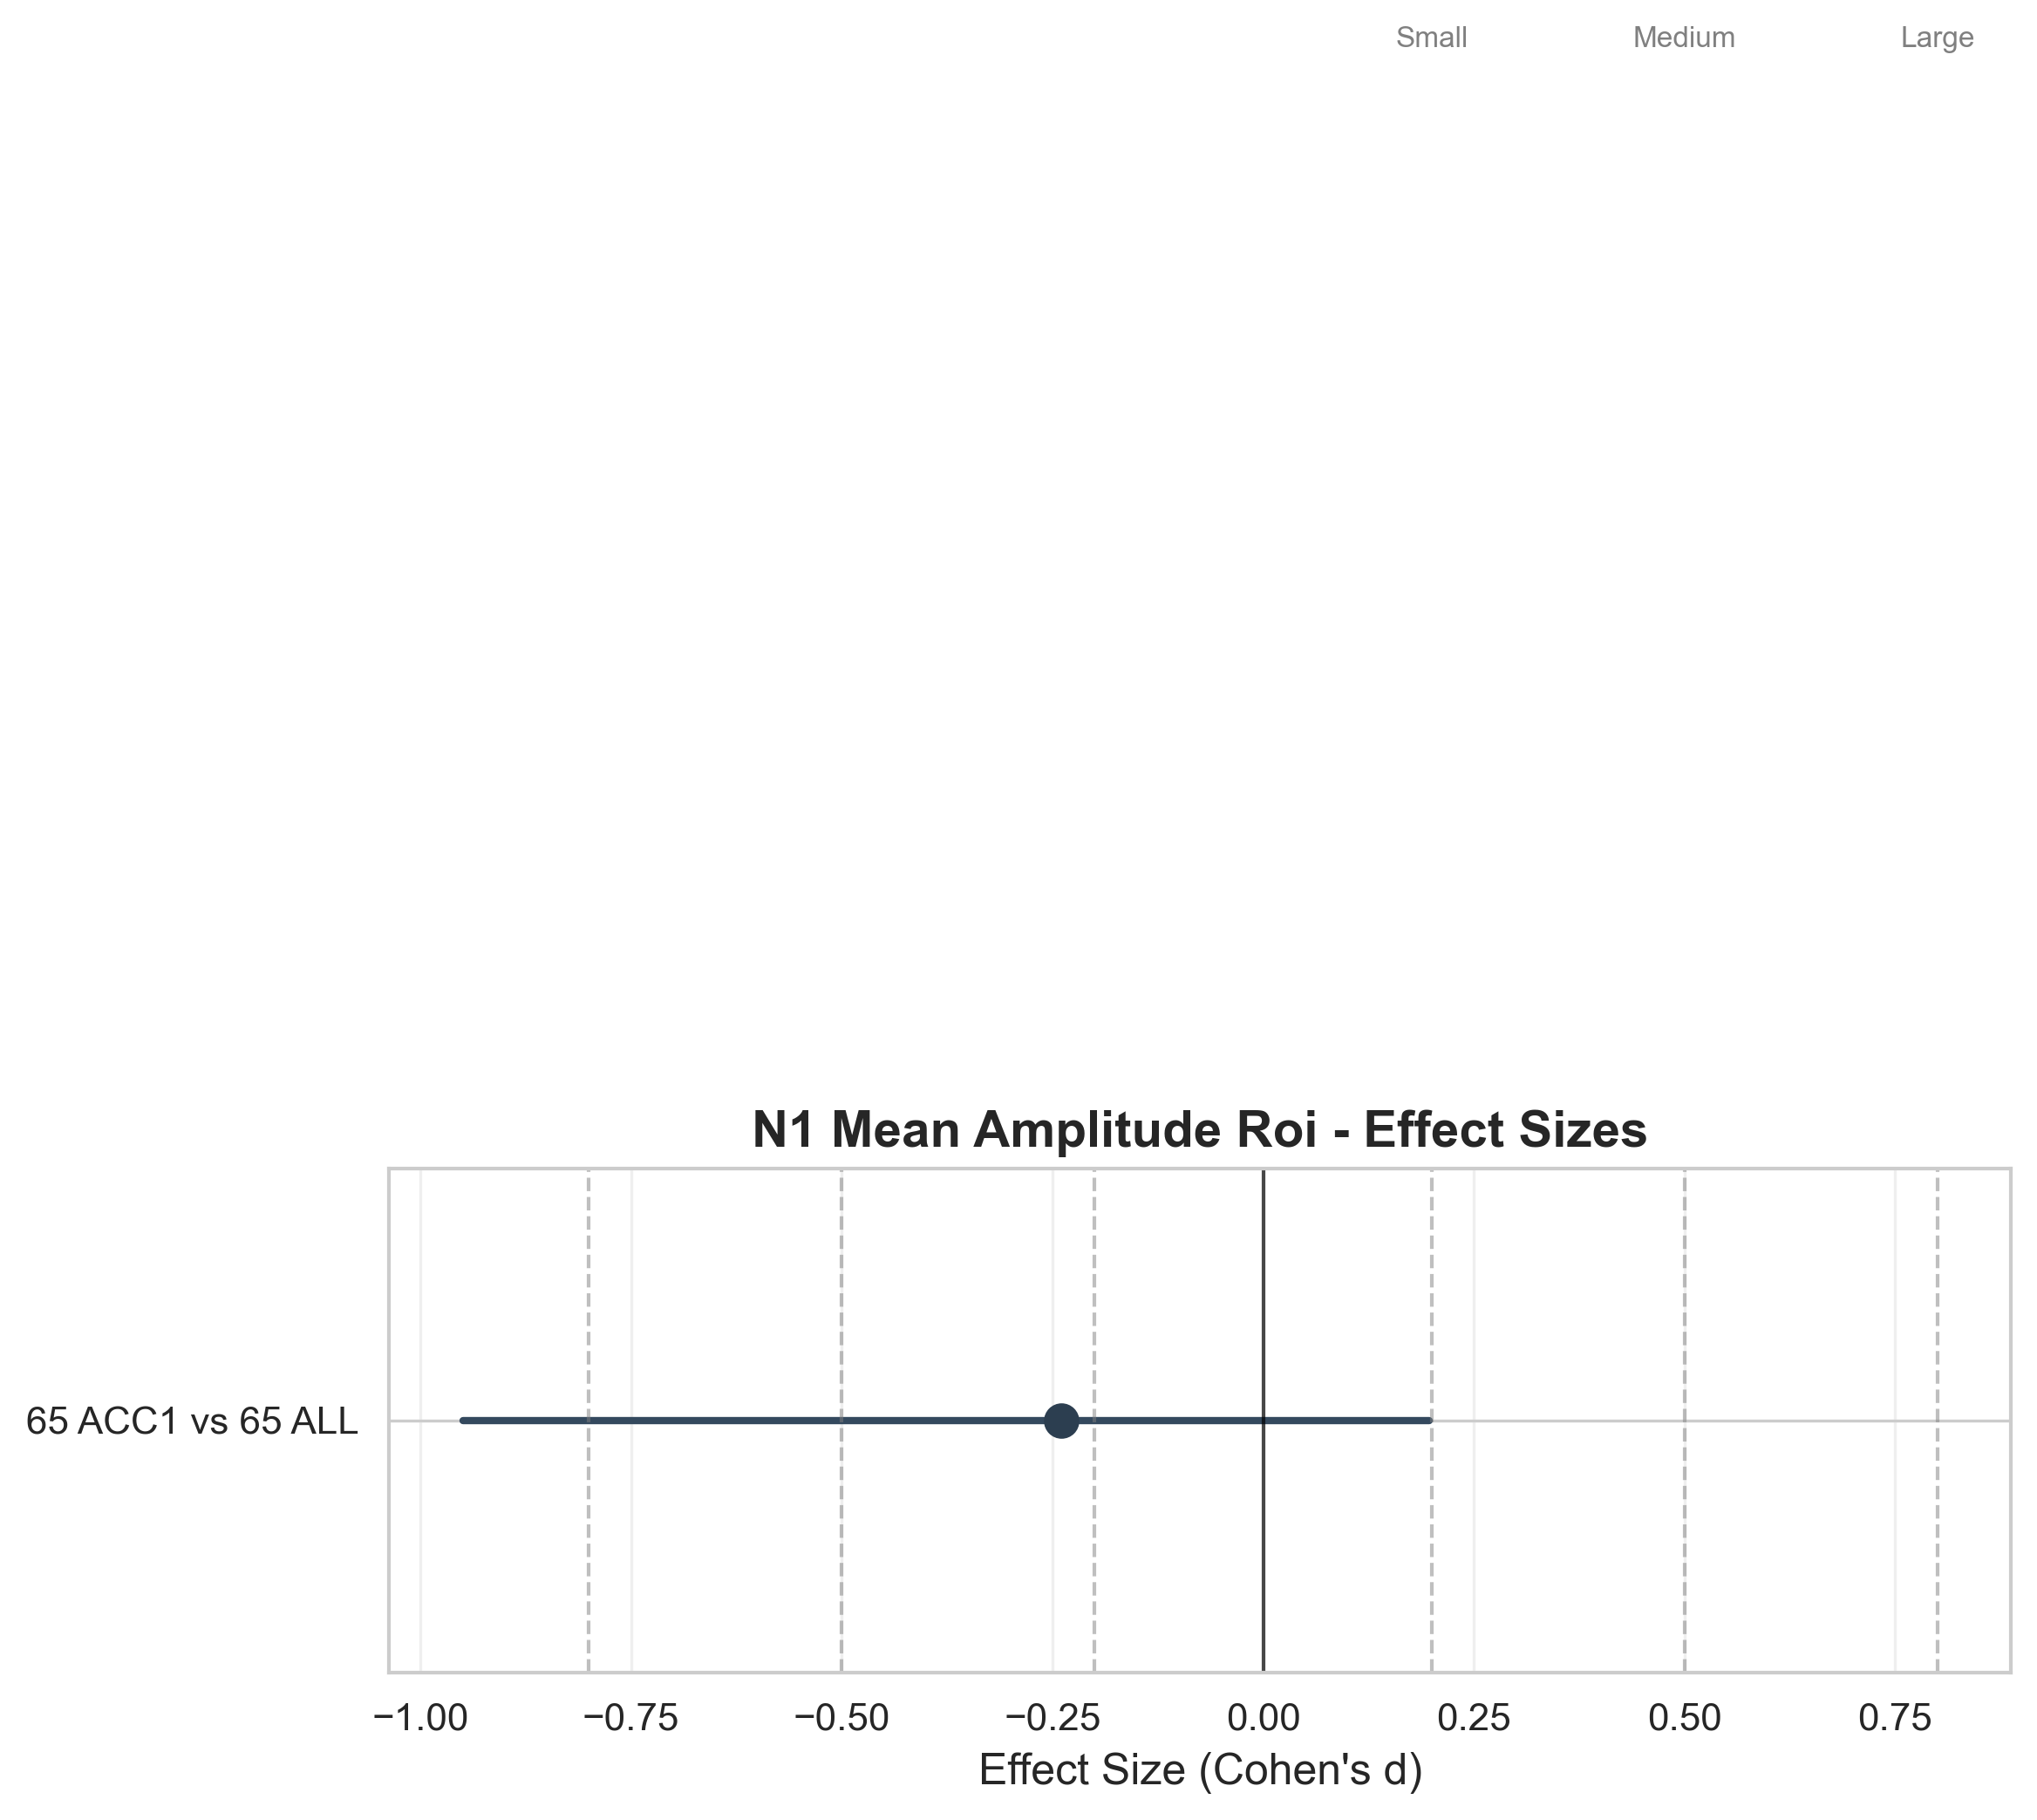 Small Medium Large
N1 Mean Amplitude Roi - Effect Sizes
65 ACC1 vs 65 ALL
−1.00 −0.75 −0.50 −0.25 0.00 0.25 0.50 0.75
Effect Size (Cohen's d)